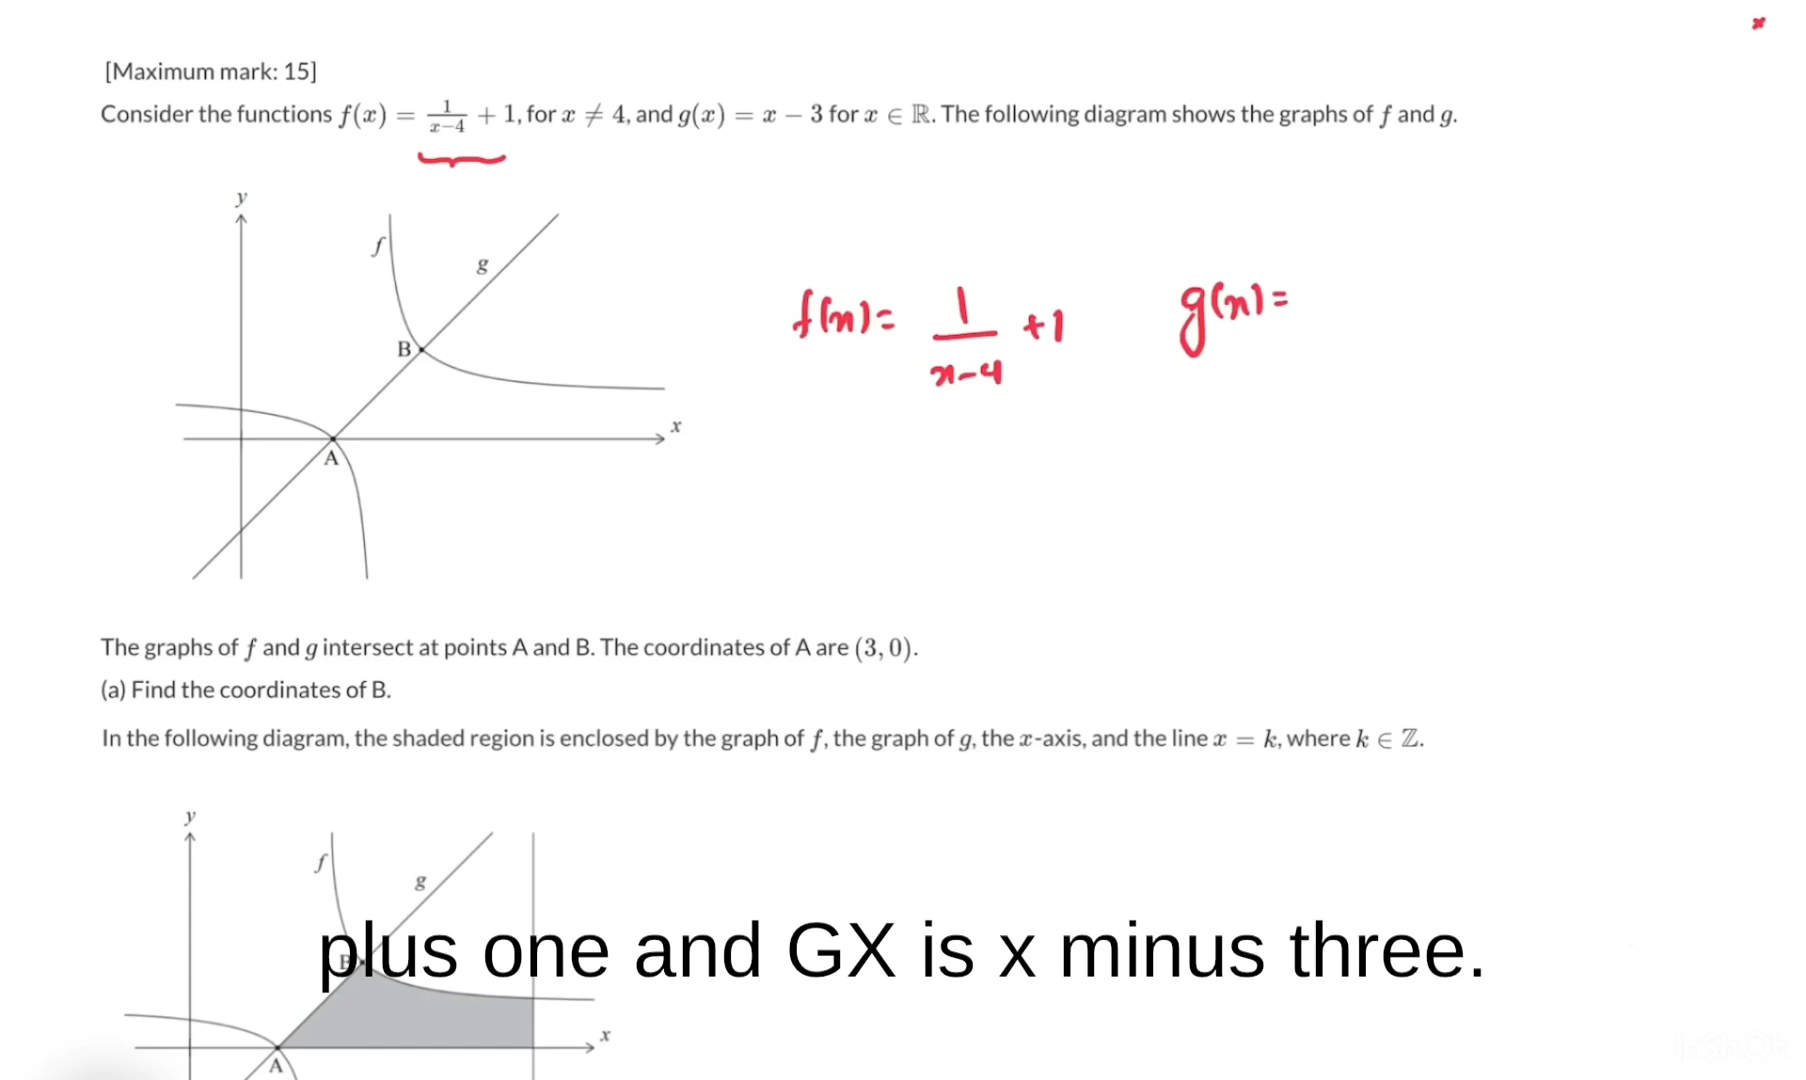 [Maximum mark: 15]
Consider the functions f(x) = 1/(x−4) + 1, for x ≠ 4, and g(x) = x − 3 for x ∈ ℝ. The following diagram shows the graphs of f and g.
y
f
g
B
x
A
f(x) = 1/(x-4) +1
g(x) =
The graphs of f and g intersect at points A and B. The coordinates of A are (3, 0).
(a) Find the coordinates of B.
In the following diagram, the shaded region is enclosed by the graph of f, the graph of g, the x-axis, and the line x = k, where k ∈ ℤ.
y
f
g
B
plus one and GX is x minus three.
x
A